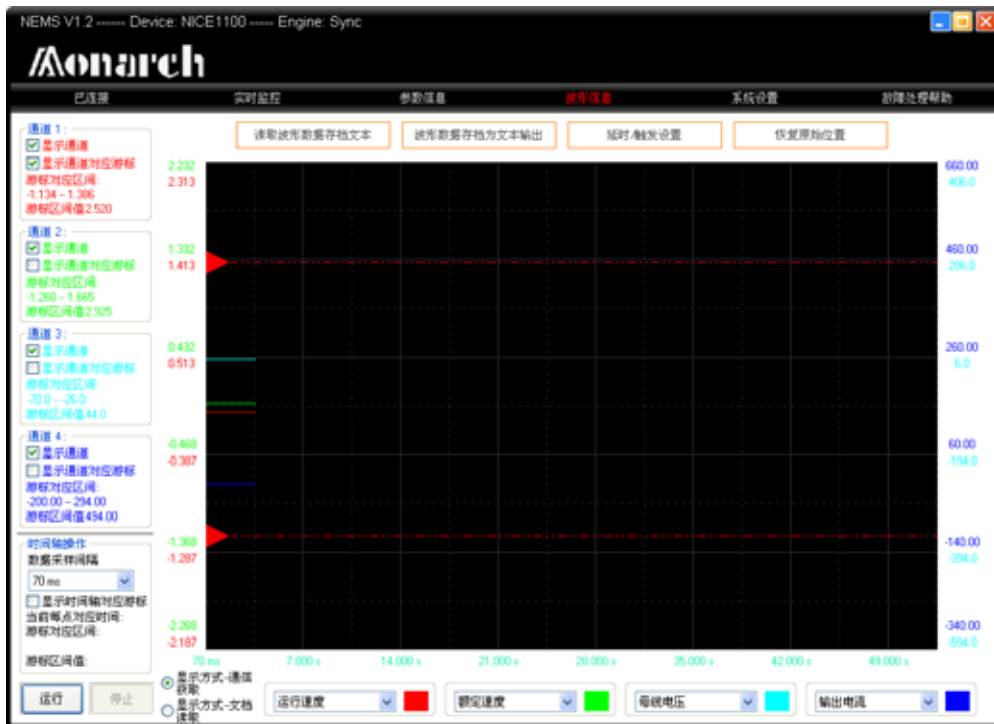 NEMS V1.2 ------ Device: NICE1100 ----- Engine: Sync
Monarch
已连接 实时监控 参数信息 波形信息 系统设置 故障处理帮助
读取波形数据存档文本 波形数据存档为文本输出 延时/触发设置 恢复原始位置
通道 1:
显示通道
显示通道对应游标
游标对应区间:
-1.134 ~ 1.386
游标区间值2.520
通道 2:
显示通道
显示通道对应游标
游标对应区间:
-1.260 ~ 1.665
游标区间值2.925
通道 3:
显示通道
显示通道对应游标
游标对应区间:
-70.0 ~ -26.0
游标区间值44.0
通道 4:
显示通道
显示通道对应游标
游标对应区间:
-200.00 ~ 294.00
游标区间值494.00
时间轴操作
数据采样间隔
70 ms
显示时间轴对应游标
当前每点对应时间:
游标对应区间:
游标区间值:
运行 停止
2.232 660.00
2.313 406.0
1.332 460.00
1.413 206.0
0.432 260.00
0.513 6.0
-0.468 60.00
-0.387 -194.0
-1.368 -140.00
-1.287 -394.0
-2.268 -340.00
-2.187 -594.0
70 ms 7.000 s 14.000 s 21.000 s 28.000 s 35.000 s 42.000 s 49.000 s
显示方式-通信
获取
显示方式-文档
读取
运行速度 额定速度 母线电压 输出电流